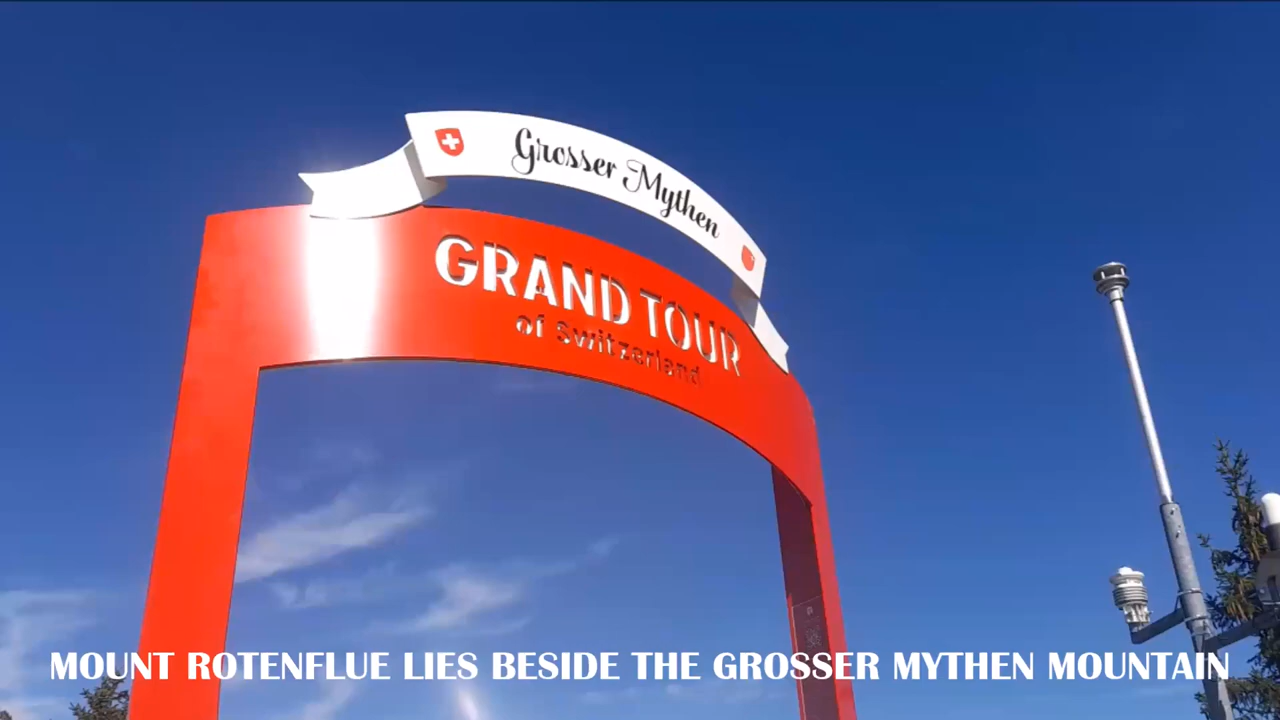 Grosser Mythen
GRAND TOUR
of Switzerland
MOUNT ROTENFLUE LIES BESIDE THE GROSSER MYTHEN MOUNTAIN